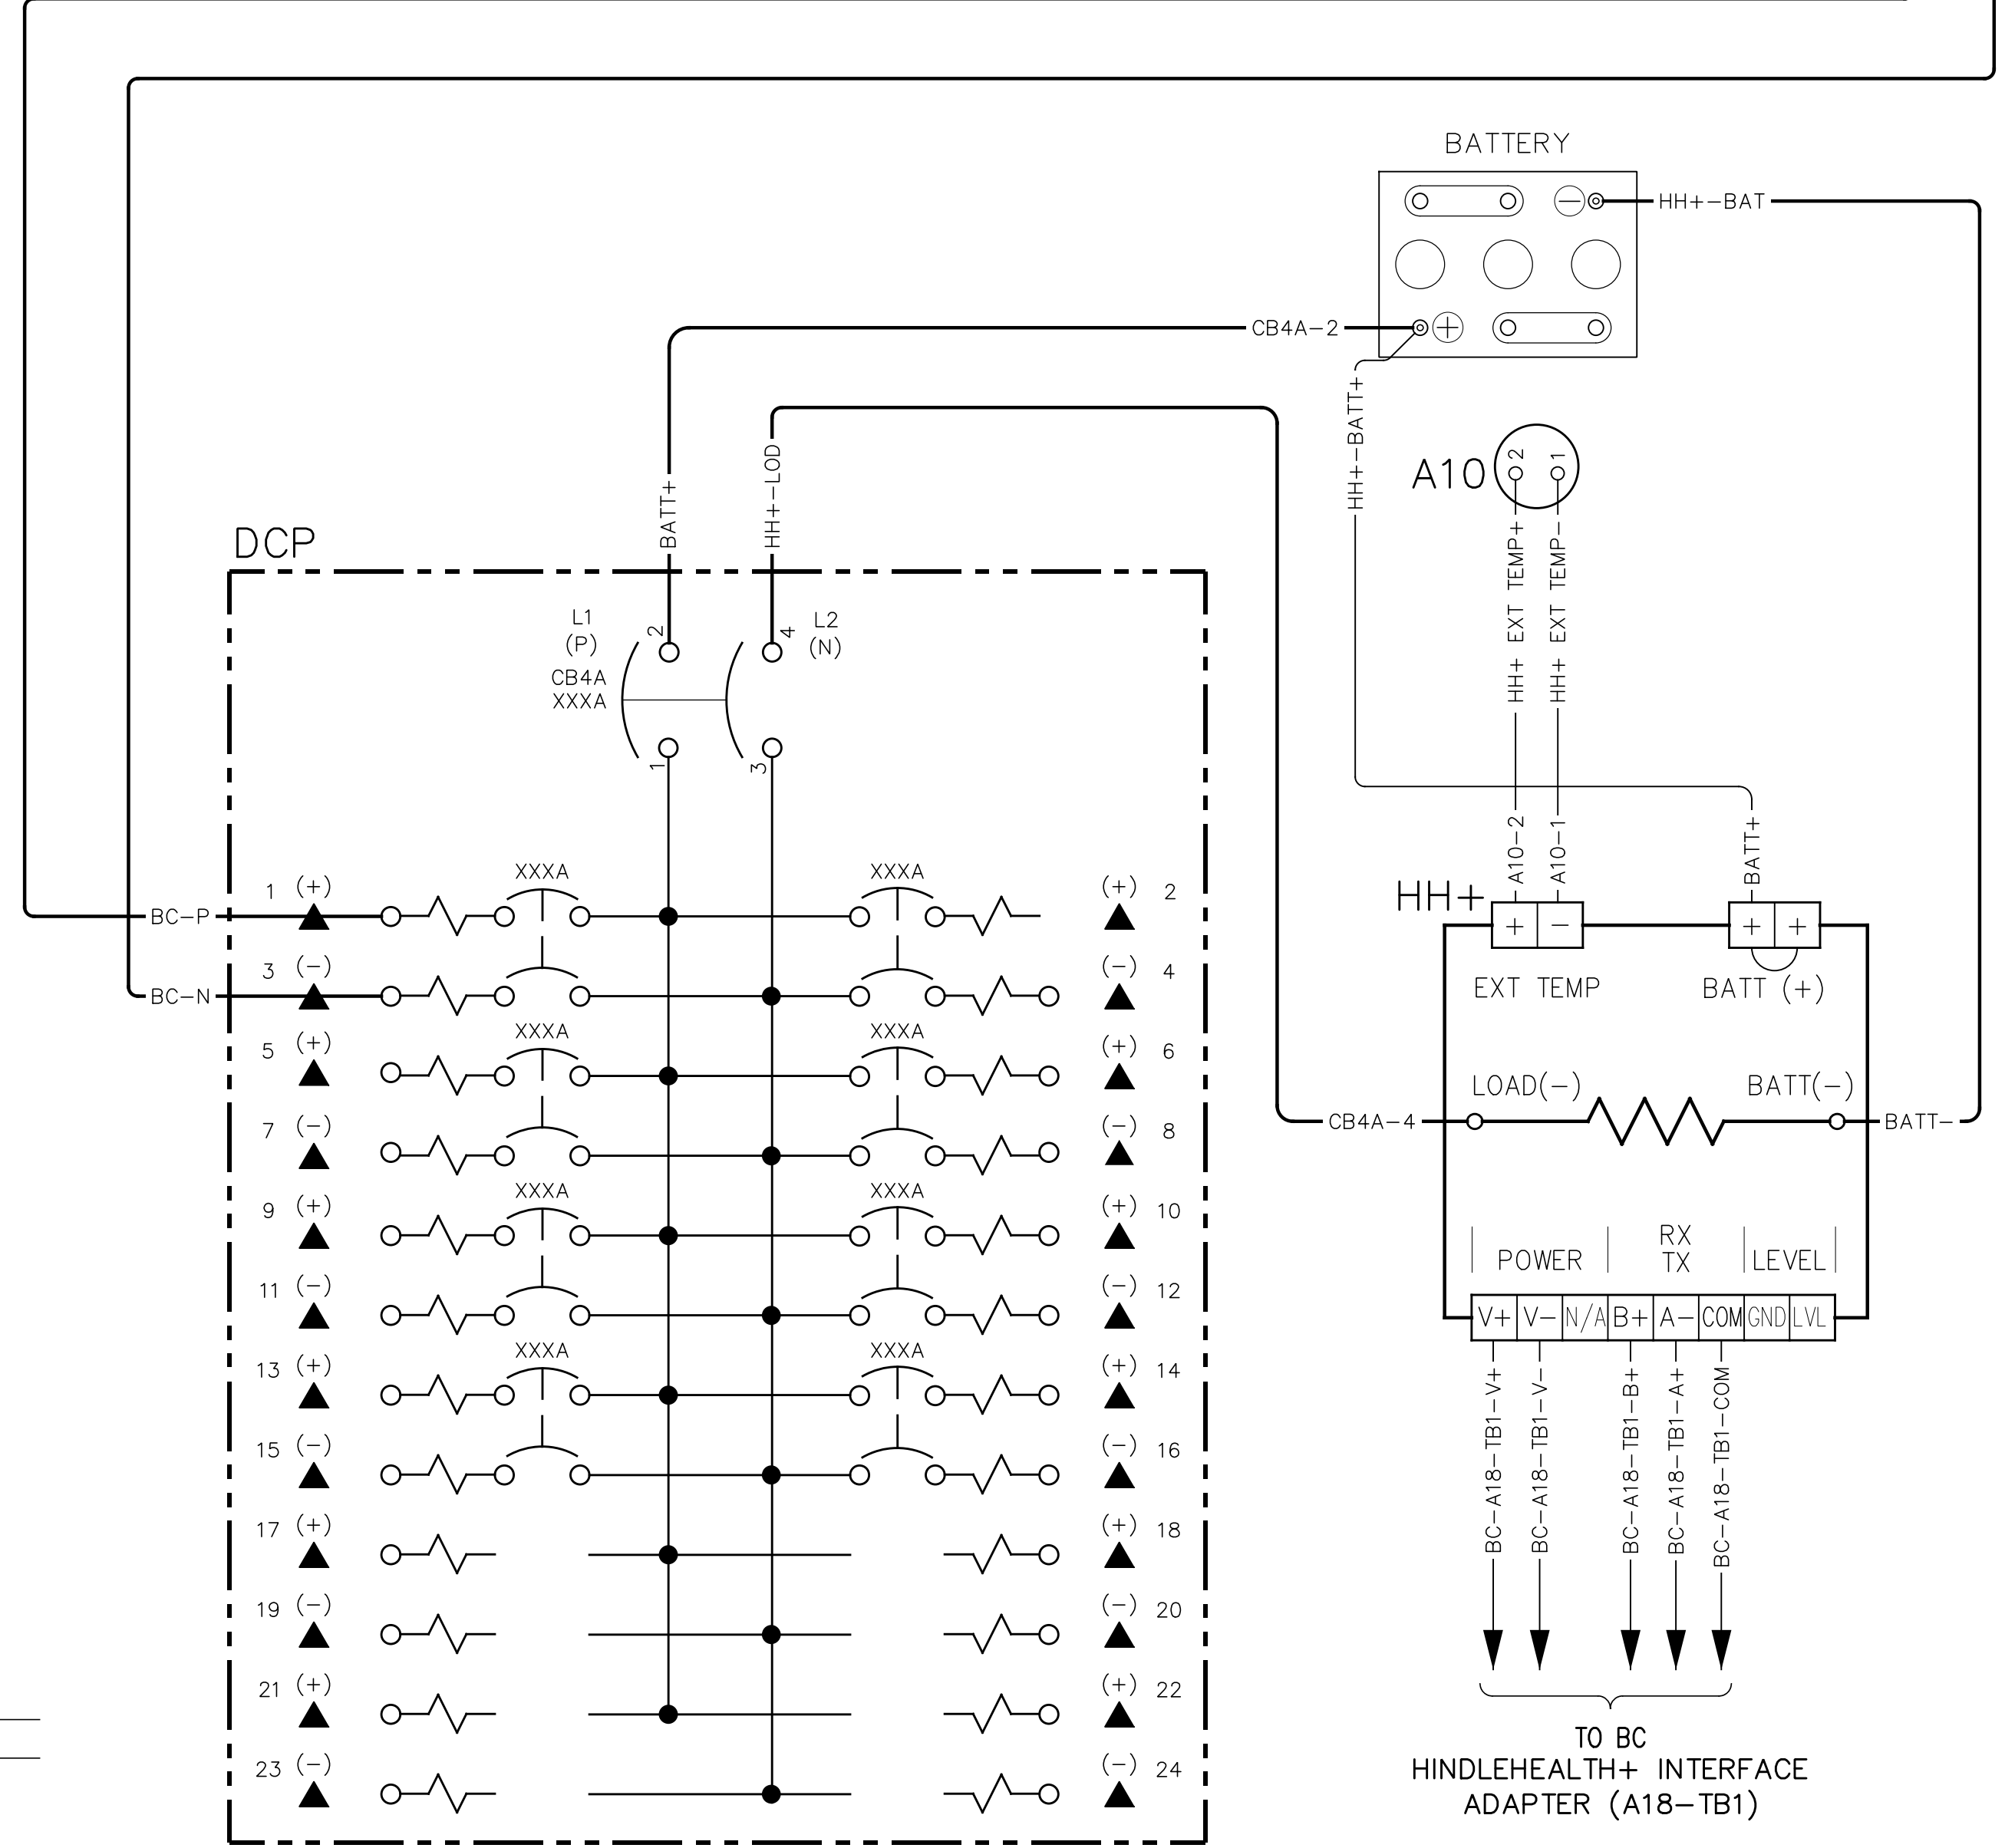 BATTERY
HH+-BAT
CB4A-2
HH+-BATT+
A10
2
1
BATT+
HH+-LOD
HH+ EXT TEMP+
HH+ EXT TEMP-
DCP
L1
(P)
CB4A
XXXA
2
4
L2
(N)
1
3
A10-2
A10-1
BATT+
HH+
+ -
+ +
EXT TEMP
BATT (+)
BC-P
1 (+)
XXXA
XXXA
(+) 2
BC-N
3 (-)
(-) 4
5 (+)
XXXA
XXXA
(+) 6
7 (-)
(-) 8
LOAD(-)
BATT(-)
CB4A-4
BATT-
9 (+)
XXXA
XXXA
(+) 10
11 (-)
(-) 12
POWER
RX
TX
LEVEL
V+ V- N/A B+ A- COM GND LVL
13 (+)
XXXA
XXXA
(+) 14
15 (-)
(-) 16
17 (+)
(+) 18
19 (-)
(-) 20
21 (+)
(+) 22
23 (-)
(-) 24
BC-A18-TB1-V+
BC-A18-TB1-V-
BC-A18-TB1-B+
BC-A18-TB1-A+
BC-A18-TB1-COM
TO BC
HINDLEHEALTH+ INTERFACE
ADAPTER (A18-TB1)